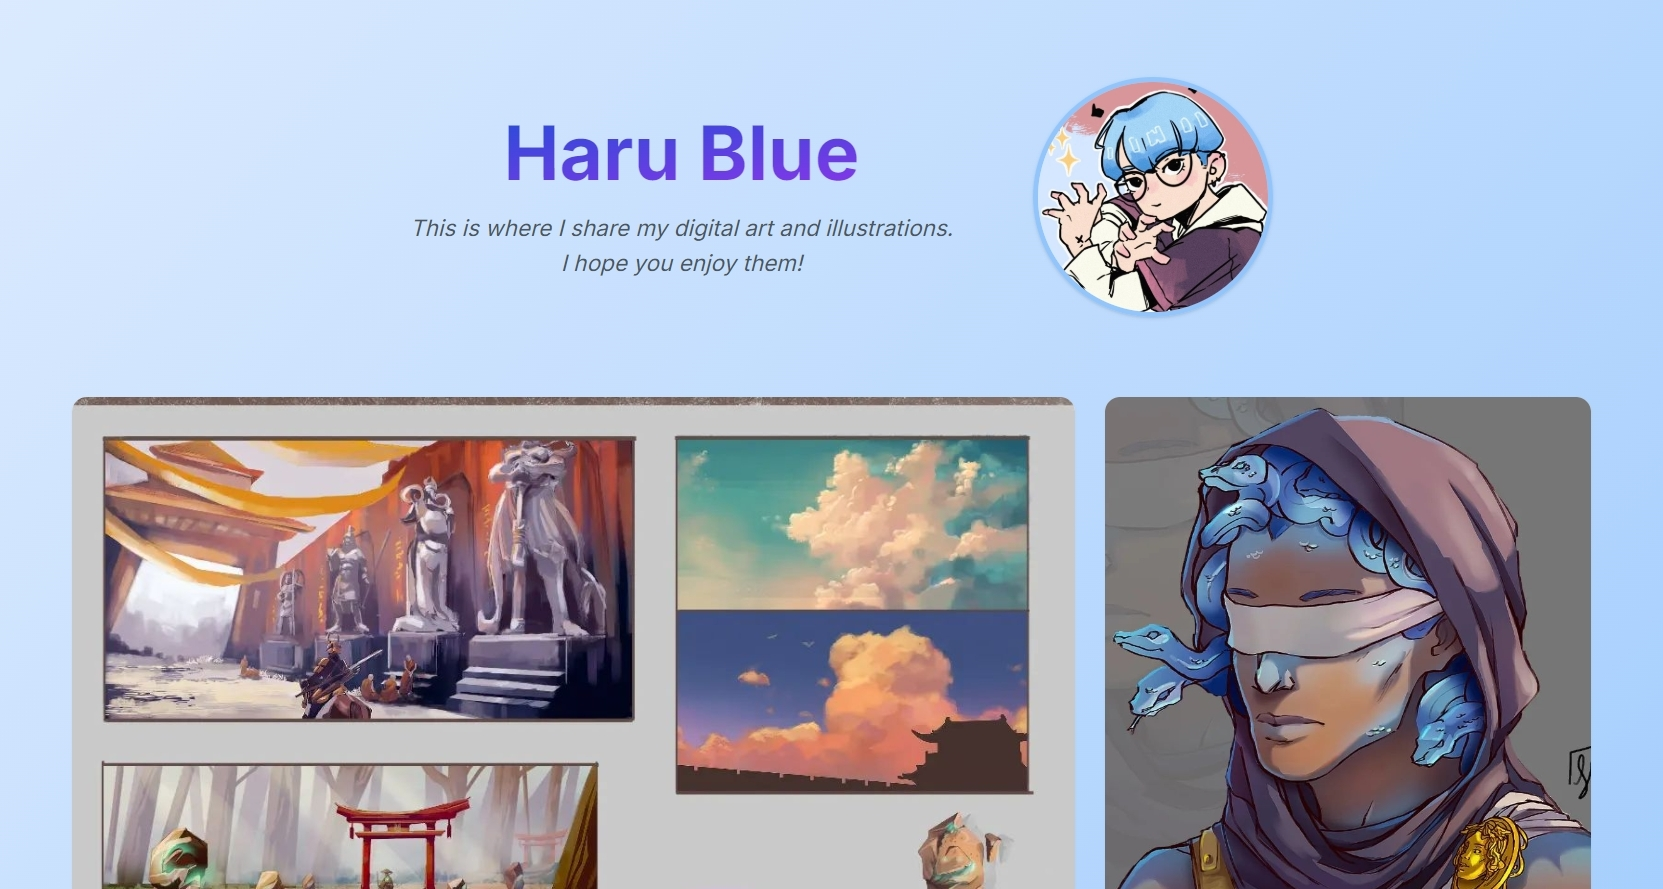 Haru Blue
This is where I share my digital art and illustrations.
I hope you enjoy them!